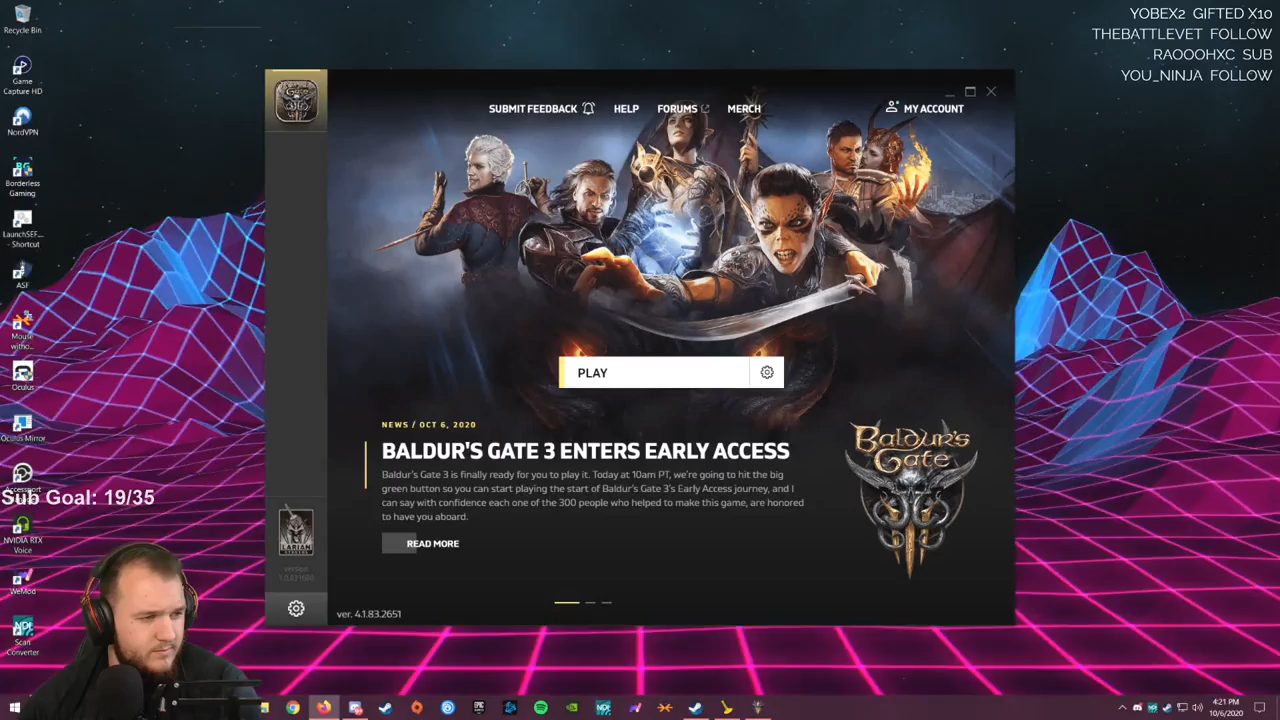 Recycle Bin
Game
Capture HD
NordVPN
Borderless
Gaming
LaunchSEF...
- Shortcut
ASF
Mouse
witho...
Oculus
Oculus Mirror
Sub Goal: 19/35
NVIDIA RTX
Voice
WeMod
Scan
Converter
YOBEX2 GIFTED X10
THEBATTLEVET FOLLOW
RAOOOHXC SUB
YOU_NINJA FOLLOW
SUBMIT FEEDBACK
HELP
FORUMS
MERCH
MY ACCOUNT
PLAY
NEWS / OCT 6, 2020
BALDUR'S GATE 3 ENTERS EARLY ACCESS
Baldur's Gate 3 is finally ready for you to play it. Today at 10am PT, we're going to hit the big
green button so you can start playing the start of Baldur's Gate 3's Early Access journey, and I
can say with confidence each one of the 300 people who helped to make this game, are honored
to have you aboard.
READ MORE
Baldur's
Gate
LARIAN
version
ver. 4.1.83.2651
4:21 PM
10/6/2020